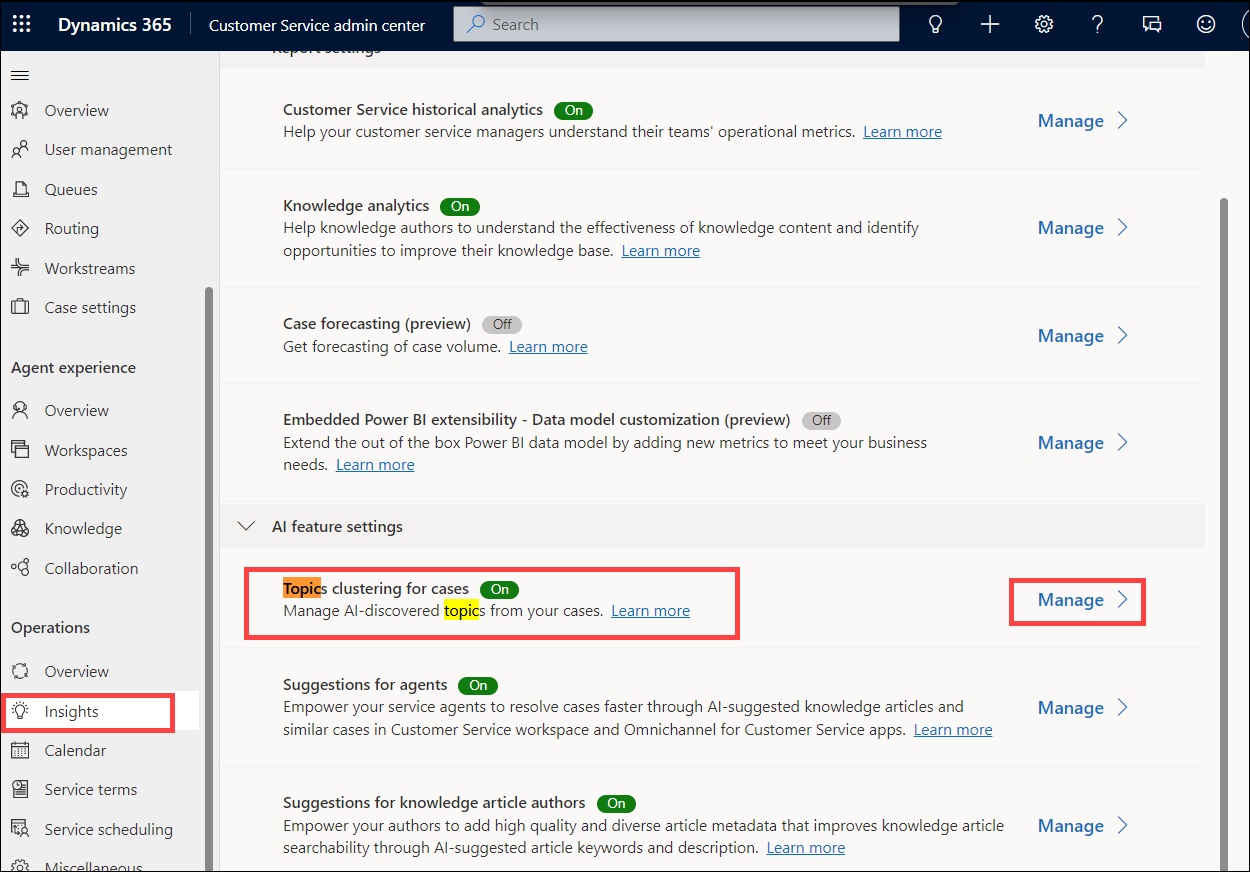 Dynamics 365
Customer Service admin center
Search
Overview
User management
Queues
Routing
Workstreams
Case settings
Agent experience
Overview
Workspaces
Productivity
Knowledge
Collaboration
Operations
Overview
Insights
Calendar
Service terms
Service scheduling
Miscellaneous
Report settings
Customer Service historical analytics On
Help your customer service managers understand their teams' operational metrics. Learn more
Manage
Knowledge analytics On
Help knowledge authors to understand the effectiveness of knowledge content and identify
opportunities to improve their knowledge base. Learn more
Manage
Case forecasting (preview) Off
Get forecasting of case volume. Learn more
Manage
Embedded Power BI extensibility - Data model customization (preview) Off
Extend the out of the box Power BI data model by adding new metrics to meet your business
needs. Learn more
Manage
AI feature settings
Topics clustering for cases On
Manage AI-discovered topics from your cases. Learn more
Manage
Suggestions for agents On
Empower your service agents to resolve cases faster through AI-suggested knowledge articles and
similar cases in Customer Service workspace and Omnichannel for Customer Service apps. Learn more
Manage
Suggestions for knowledge article authors On
Empower your authors to add high quality and diverse article metadata that improves knowledge article
searchability through AI-suggested article keywords and description. Learn more
Manage